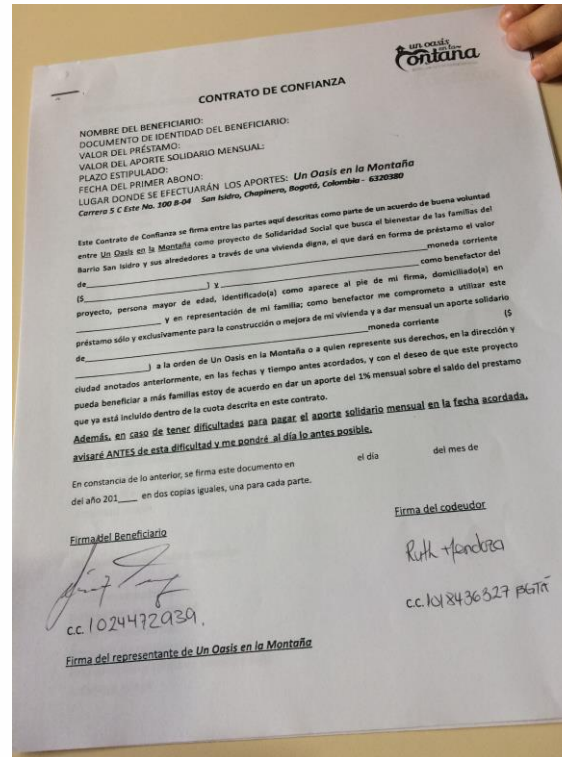 un oasis
en la
montaña
CONTRATO DE CONFIANZA
NOMBRE DEL BENEFICIARIO:
DOCUMENTO DE IDENTIDAD DEL BENEFICIARIO:
VALOR DEL PRÉSTAMO:
VALOR DEL APORTE SOLIDARIO MENSUAL:
PLAZO ESTIPULADO:
FECHA DEL PRIMER ABONO:
LUGAR DONDE SE EFECTUARÁN LOS APORTES: Un Oasis en la Montaña
Carrera 5 C Este No. 100 B-04 San Isidro, Chapinero, Bogotá, Colombia - 6320380
Este Contrato de Confianza se firma entre las partes aquí descritas como parte de un acuerdo de buena voluntad
entre Un Oasis en la Montaña como proyecto de Solidaridad Social que busca el bienestar de las familias del
Barrio San Isidro y sus alrededores a través de una vivienda digna, el que dará en forma de préstamo el valor
de____________________moneda corriente
($____________________) y ____________________ como benefactor del
proyecto, persona mayor de edad, identificado(a) como aparece al pie de mi firma, domiciliado(a) en
____________________ y en representación de mi familia; como benefactor me comprometo a utilizar este
préstamo sólo y exclusivamente para la construcción o mejora de mi vivienda y a dar mensual un aporte solidario
de____________________moneda corriente ($
____________________) a la orden de Un Oasis en la Montaña o a quien represente sus derechos, en la dirección y
ciudad anotados anteriormente, en las fechas y tiempo antes acordados, y con el deseo de que este proyecto
pueda beneficiar a más familias estoy de acuerdo en dar un aporte del 1% mensual sobre el saldo del prestamo
que ya está incluido dentro de la cuota descrita en este contrato.
Además, en caso de tener dificultades para pagar el aporte solidario mensual en la fecha acordada,
avisaré ANTES de esta dificultad y me pondré al día lo antes posible.
En constancia de lo anterior, se firma este documento en el día del mes de
del año 201____ en dos copias iguales, una para cada parte.
Firma del Beneficiario Firma del codeudor
Ruth Mendoza
c.c. 1024472939. c.c. 1018436327 BGTÁ
Firma del representante de Un Oasis en la Montaña